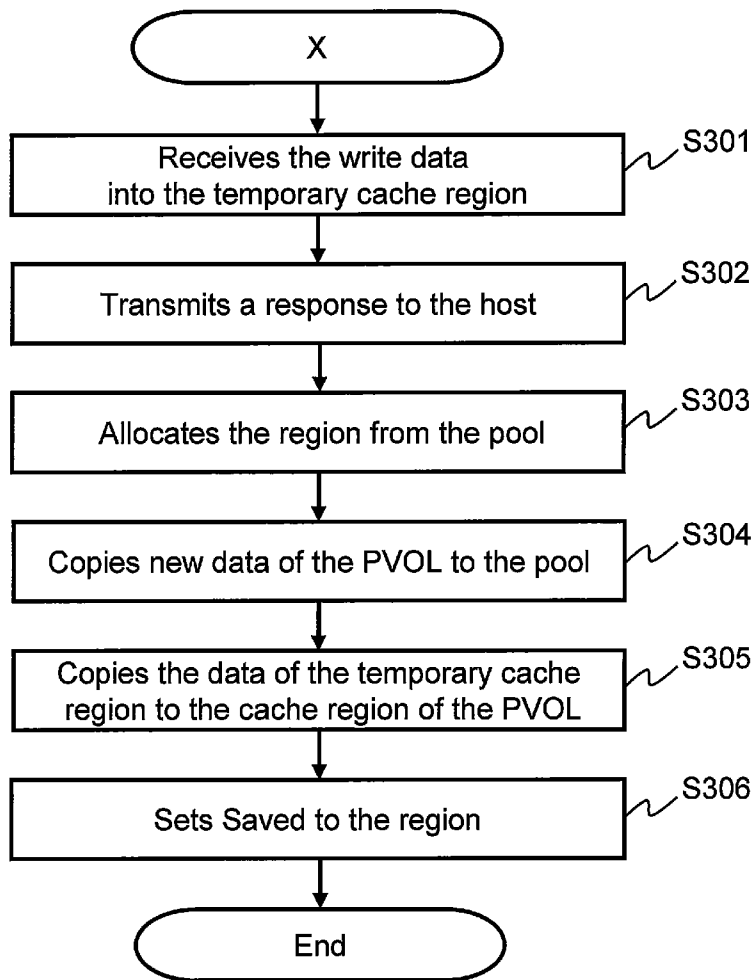 X
S301
Receives the write data
into the temporary cache region
S302
Transmits a response to the host
S303
Allocates the region from the pool
S304
Copies new data of the PVOL to the pool
S305
Copies the data of the temporary cache
region to the cache region of the PVOL
S306
Sets Saved to the region
End